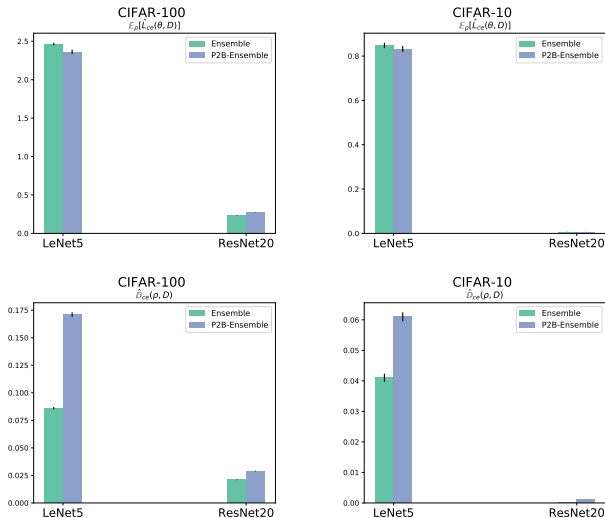 CIFAR-100
𝔼ρ[L̂ce(θ, D)]
2.5
2.0
1.5
1.0
0.5
0.0
LeNet5
ResNet20
Ensemble
P2B-Ensemble
CIFAR-10
𝔼ρ[L̂ce(θ, D)]
0.8
0.6
0.4
0.2
0.0
LeNet5
ResNet20
Ensemble
P2B-Ensemble
CIFAR-100
𝔻̂ce(ρ, D)
0.175
0.150
0.125
0.100
0.075
0.050
0.025
0.000
LeNet5
ResNet20
Ensemble
P2B-Ensemble
CIFAR-10
𝔻̂ce(ρ, D)
0.06
0.05
0.04
0.03
0.02
0.01
0.00
LeNet5
ResNet20
Ensemble
P2B-Ensemble